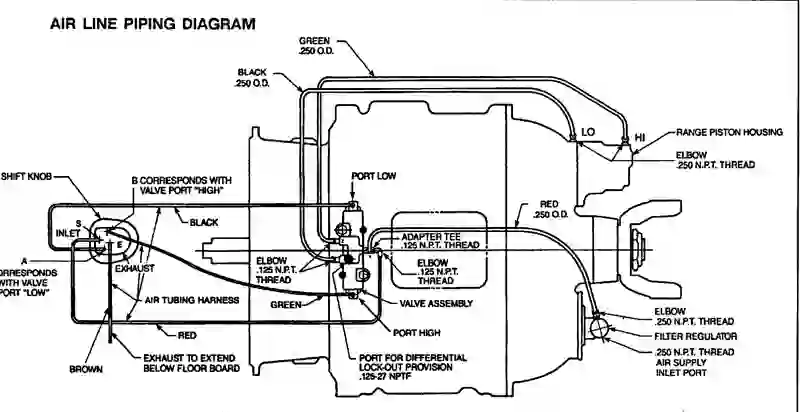 AIR LINE PIPING DIAGRAM
GREEN
.250 O.D.
BLACK
.250 O.D.
LO
HI
RANGE PISTON HOUSING
ELBOW
.250 N.P.T. THREAD
B CORRESPONDS WITH
VALVE PORT "HIGH"
SHIFT KNOB
PORT LOW
BLACK
RED
.250 O.D.
S
INLET
E
A
ADAPTER TEE
.125 N.P.T. THREAD
ELBOW
.125 N.P.T.
THREAD
ELBOW
.125 N.P.T.
THREAD
EXHAUST
ORRESPONDS
WITH VALVE
PORT "LOW"
AIR TUBING HARNESS
GREEN
VALVE ASSEMBLY
ELBOW
.250 N.P.T. THREAD
RED
PORT HIGH
FILTER REGULATOR
BROWN
EXHAUST TO EXTEND
BELOW FLOOR BOARD
PORT FOR DIFFERENTIAL
LOCK-OUT PROVISION
.125-27 NPTF
.250 N.P.T. THREAD
AIR SUPPLY
INLET PORT